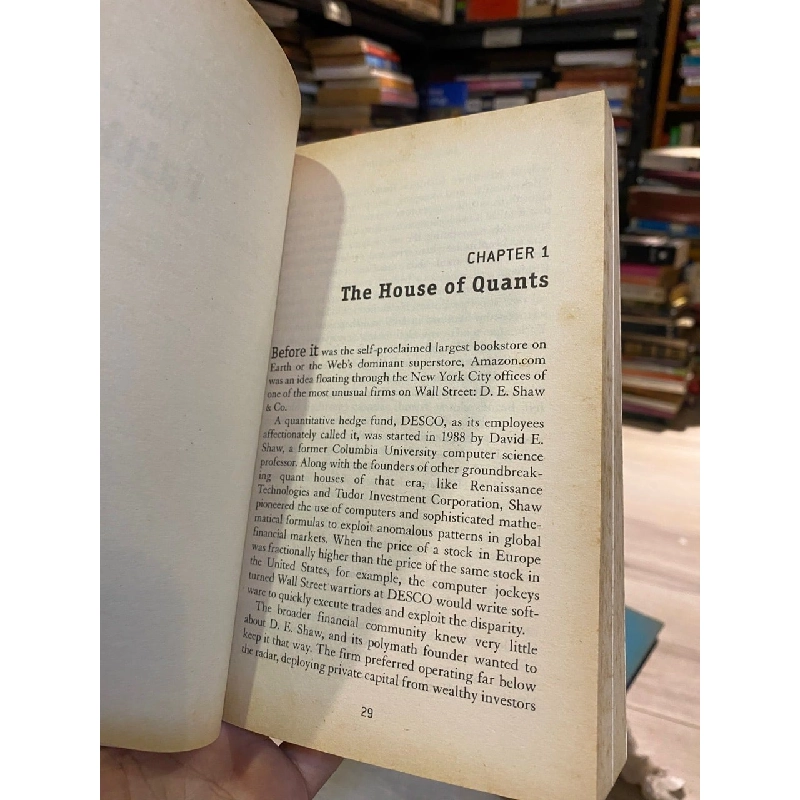 CHAPTER 1
The House of Quants
Before it was the self-proclaimed largest bookstore on
Earth or the Web's dominant superstore, Amazon.com
was an idea floating through the New York City offices of
one of the most unusual firms on Wall Street: D. E. Shaw
& Co.
A quantitative hedge fund, DESCO, as its employees
affectionately called it, was started in 1988 by David E.
Shaw, a former Columbia University computer science
professor. Along with the founders of other groundbreak-
ing quant houses of that era, like Renaissance
Technologies and Tudor Investment Corporation, Shaw
pioneered the use of computers and sophisticated mathe-
matical formulas to exploit anomalous patterns in global
financial markets. When the price of a stock in Europe
was fractionally higher than the price of the same stock in
the United States, for example, the computer jockeys
turned Wall Street warriors at DESCO would write soft-
ware to quickly execute trades and exploit the disparity.
The broader financial community knew very little
about D. E. Shaw, and its polymath founder wanted to
keep it that way. The firm preferred operating far below
the radar, deploying private capital from wealthy investors
29